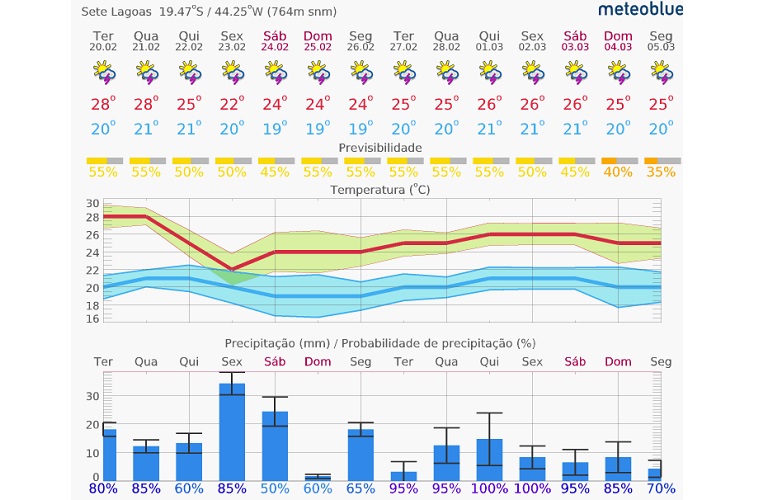 Sete Lagoas 19.47°S / 44.25°W (764m snm) meteoblue
Ter Qua Qui Sex Sáb Dom Seg Ter Qua Qui Sex Sáb Dom Seg
20.02 21.02 22.02 23.02 24.02 25.02 26.02 27.02 28.02 01.03 02.03 03.03 04.03 05.03
28° 28° 25° 22° 24° 24° 24° 25° 25° 26° 26° 26° 25° 25°
20° 21° 21° 20° 19° 19° 19° 20° 20° 21° 21° 21° 20° 20°
Previsibilidade
55% 55% 50% 50% 45% 55% 55% 55% 55% 55% 50% 45% 40% 35%
Temperatura (°C)
30
28
26
24
22
20
18
16
Precipitação (mm) / Probabilidade de precipitação (%)
Ter Qua Qui Sex Sáb Dom Seg Ter Qua Qui Sex Sáb Dom Seg
30
20
10
0
80% 85% 60% 85% 50% 60% 65% 95% 95% 100% 100% 95% 85% 70%